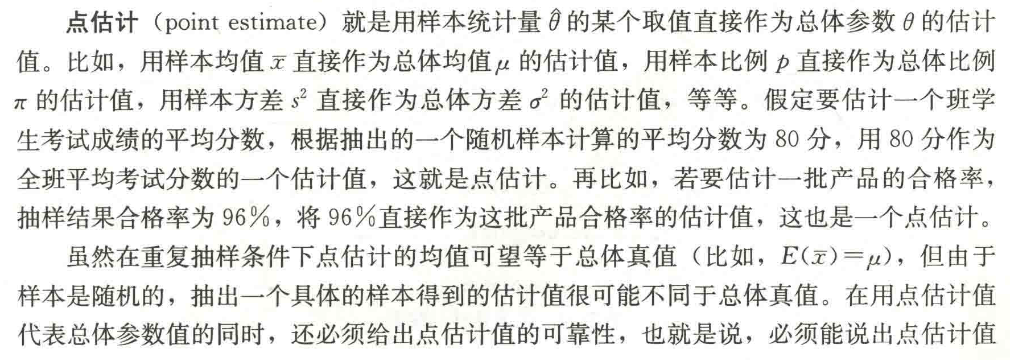 点估计（point estimate）就是用样本统计量 θ̂ 的某个取值直接作为总体参数 θ 的估计
值。比如，用样本均值 x̄ 直接作为总体均值 μ 的估计值，用样本比例 p 直接作为总体比例
π 的估计值，用样本方差 s² 直接作为总体方差 σ² 的估计值，等等。假定要估计一个班学
生考试成绩的平均分数，根据抽出的一个随机样本计算的平均分数为 80 分，用 80 分作为
全班平均考试分数的一个估计值，这就是点估计。再比如，若要估计一批产品的合格率，
抽样结果合格率为 96％，将 96％直接作为这批产品合格率的估计值，这也是一个点估计。
虽然在重复抽样条件下点估计的均值可望等于总体真值（比如，E(x̄)＝μ），但由于
样本是随机的，抽出一个具体的样本得到的估计值很可能不同于总体真值。在用点估计值
代表总体参数值的同时，还必须给出点估计值的可靠性，也就是说，必须能说出点估计值